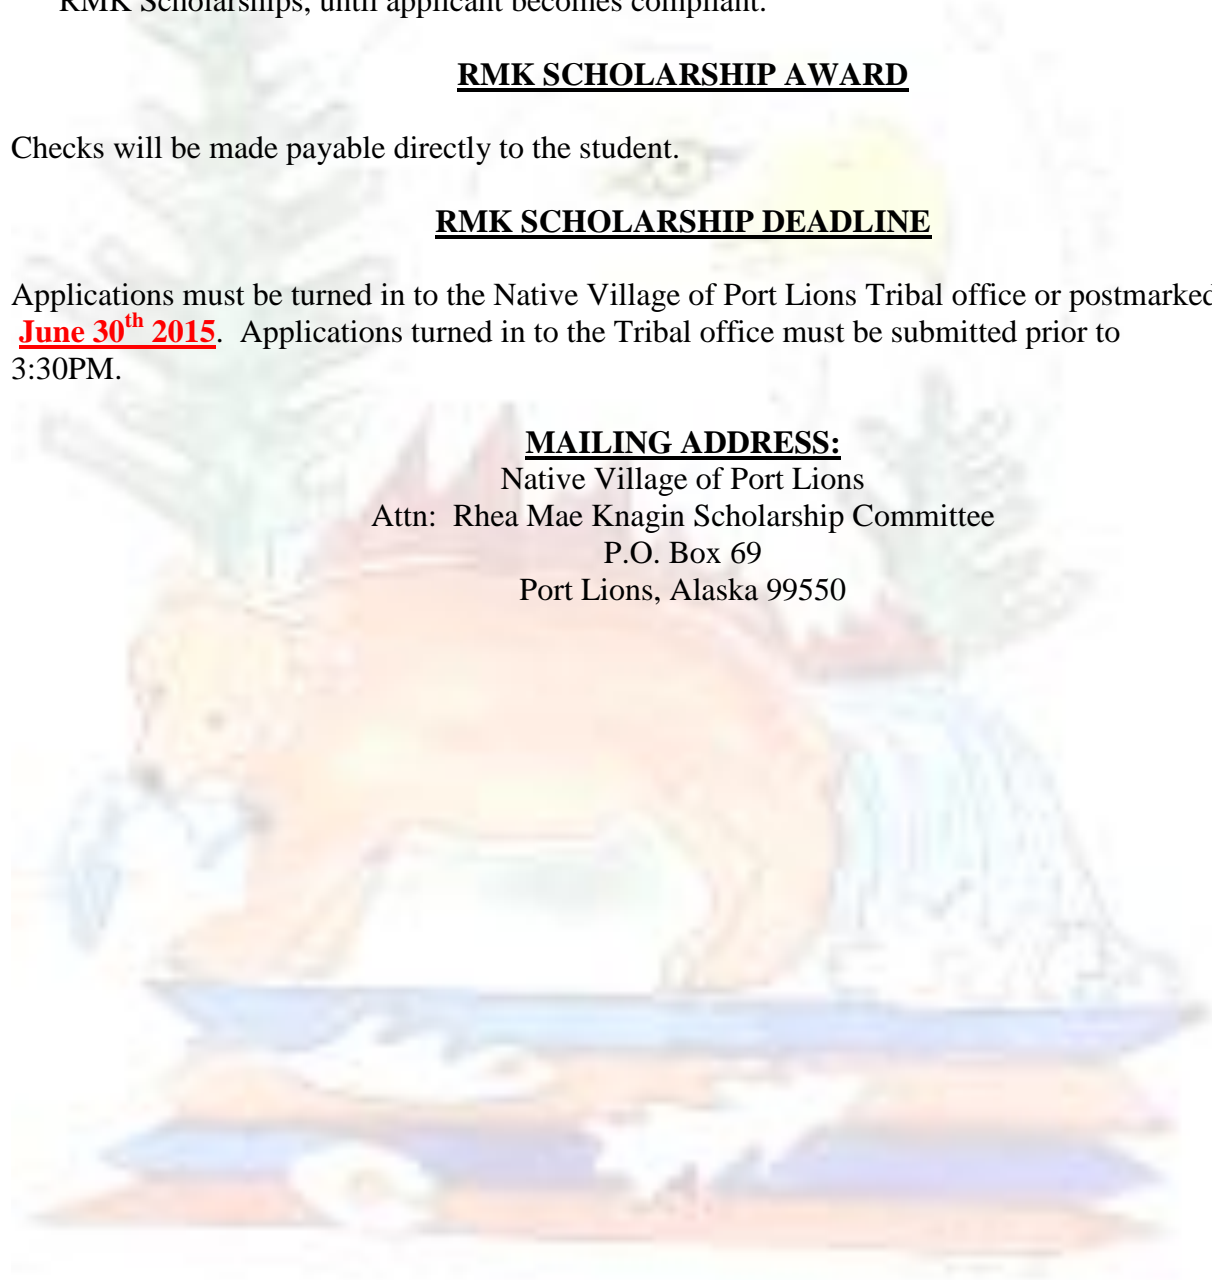 RMK Scholarships, until applicant becomes compliant.
RMK SCHOLARSHIP AWARD
Checks will be made payable directly to the student.
RMK SCHOLARSHIP DEADLINE
Applications must be turned in to the Native Village of Port Lions Tribal office or postmarked
June 30th 2015. Applications turned in to the Tribal office must be submitted prior to
3:30PM.
MAILING ADDRESS:
Native Village of Port Lions
Attn: Rhea Mae Knagin Scholarship Committee
P.O. Box 69
Port Lions, Alaska 99550